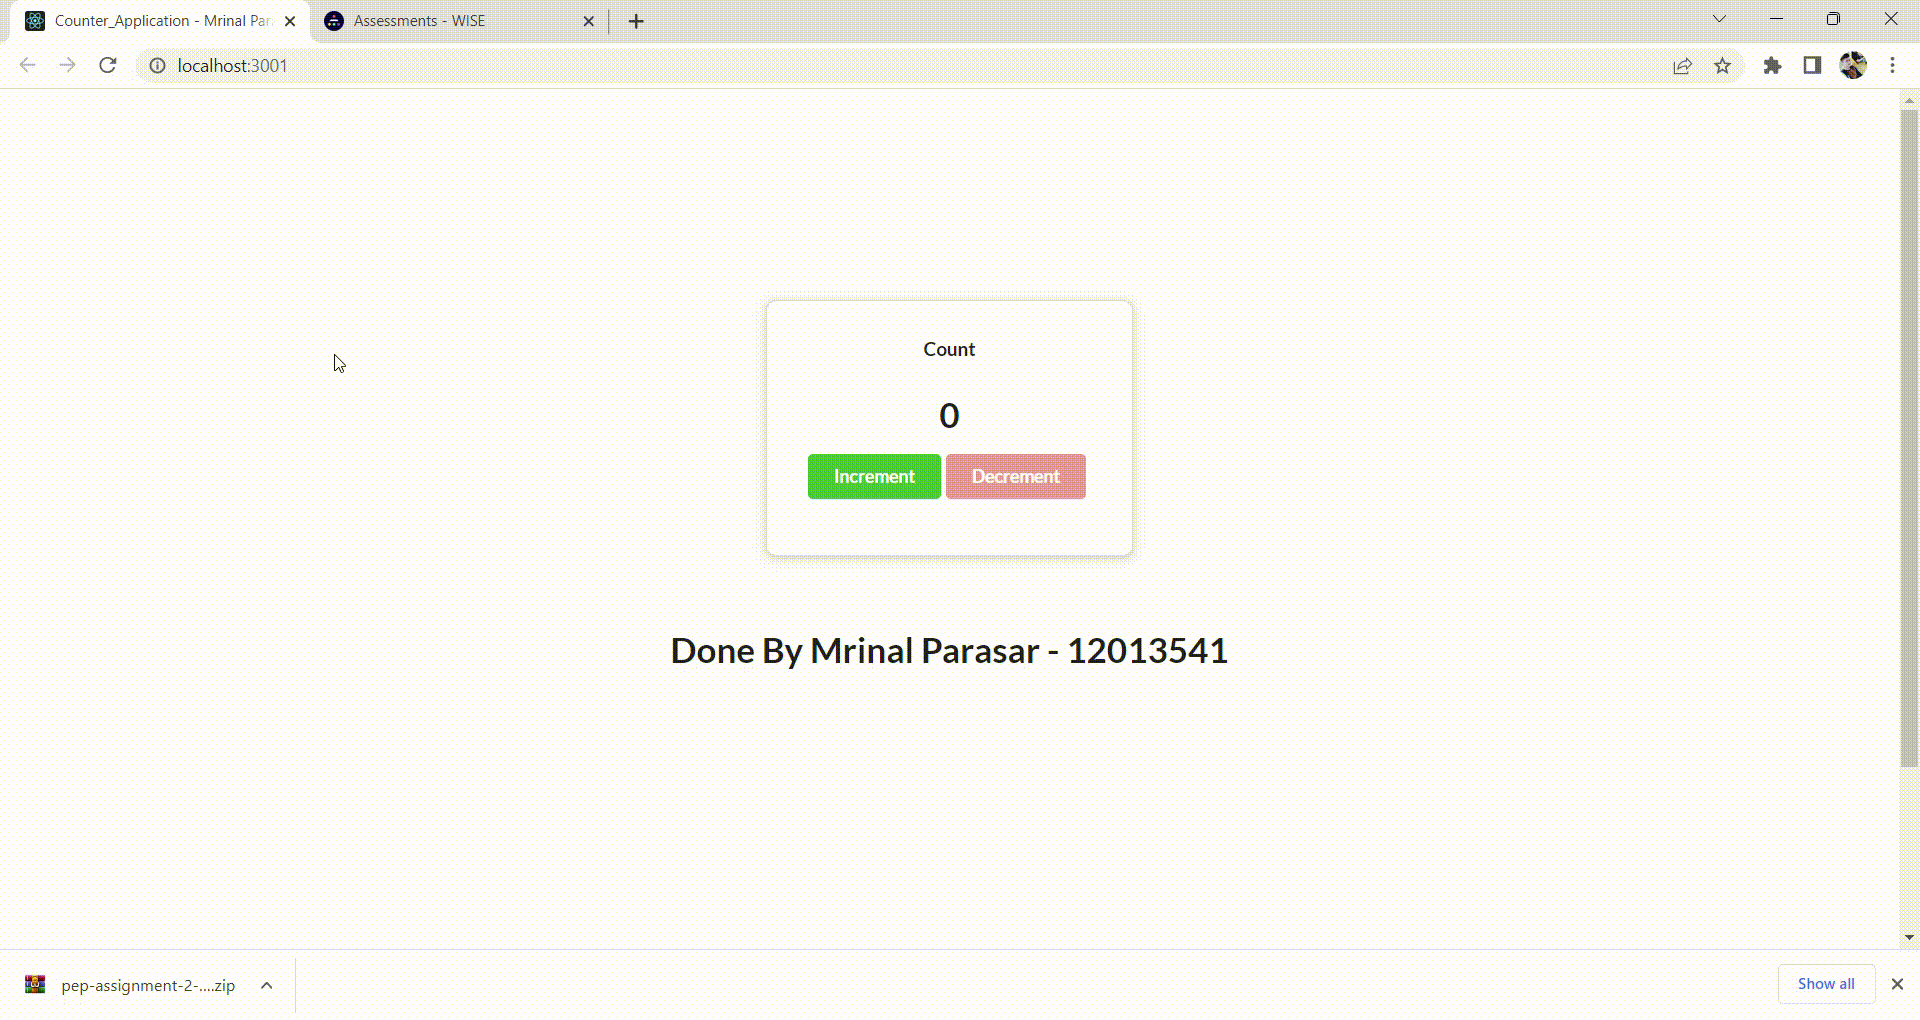 Counter_Application - Mrinal Par
Assessments - WISE
localhost:3001
Count
0
Increment
Decrement
Done By Mrinal Parasar - 12013541
pep-assignment-2-....zip
Show all